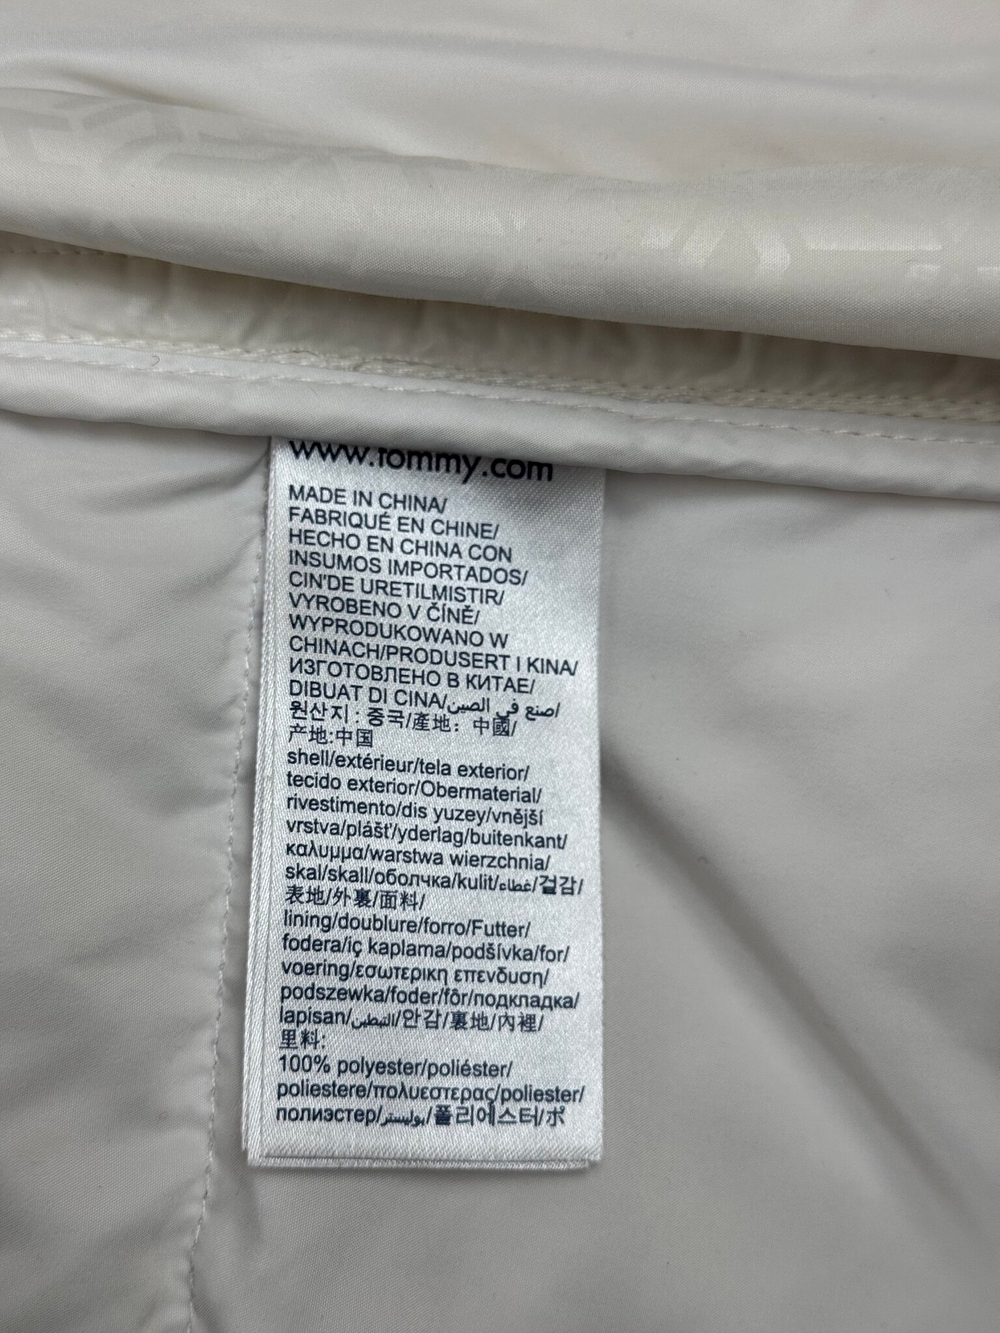 www.tommy.com
MADE IN CHINA/
FABRIQUÉ EN CHINE/
HECHO EN CHINA CON
INSUMOS IMPORTADOS/
CIN'DE URETILMISTIR/
VYROBENO V ČÍNĚ/
WYPRODUKOWANO W
CHINACH/PRODUSERT I KINA/
ИЗГОТОВЛЕНО В КИТАЕ/
DIBUAT DI CINA/اصنع في الصين/
원산지 : 중국/產地：中國/
产地:中国
shell/extérieur/tela exterior/
tecido exterior/Obermaterial/
rivestimento/dis yuzey/vnější
vrstva/plášť/yderlag/buitenkant/
καλυμμα/warstwa wierzchnia/
skal/skall/оболчка/kulit/غطاء/겉감/
表地/外裏/面料/
lining/doublure/forro/Futter/
fodera/iç kaplama/podšívka/for/
voering/εσωτερικη επενδυση/
podszewka/foder/fôr/подкладка/
lapisan/التبطين/안감/裏地/內裡/
里料:
100% polyester/poliéster/
poliestere/πολυεστερας/poliester/
полиэстер/بوليستر/폴리에스터/ポ